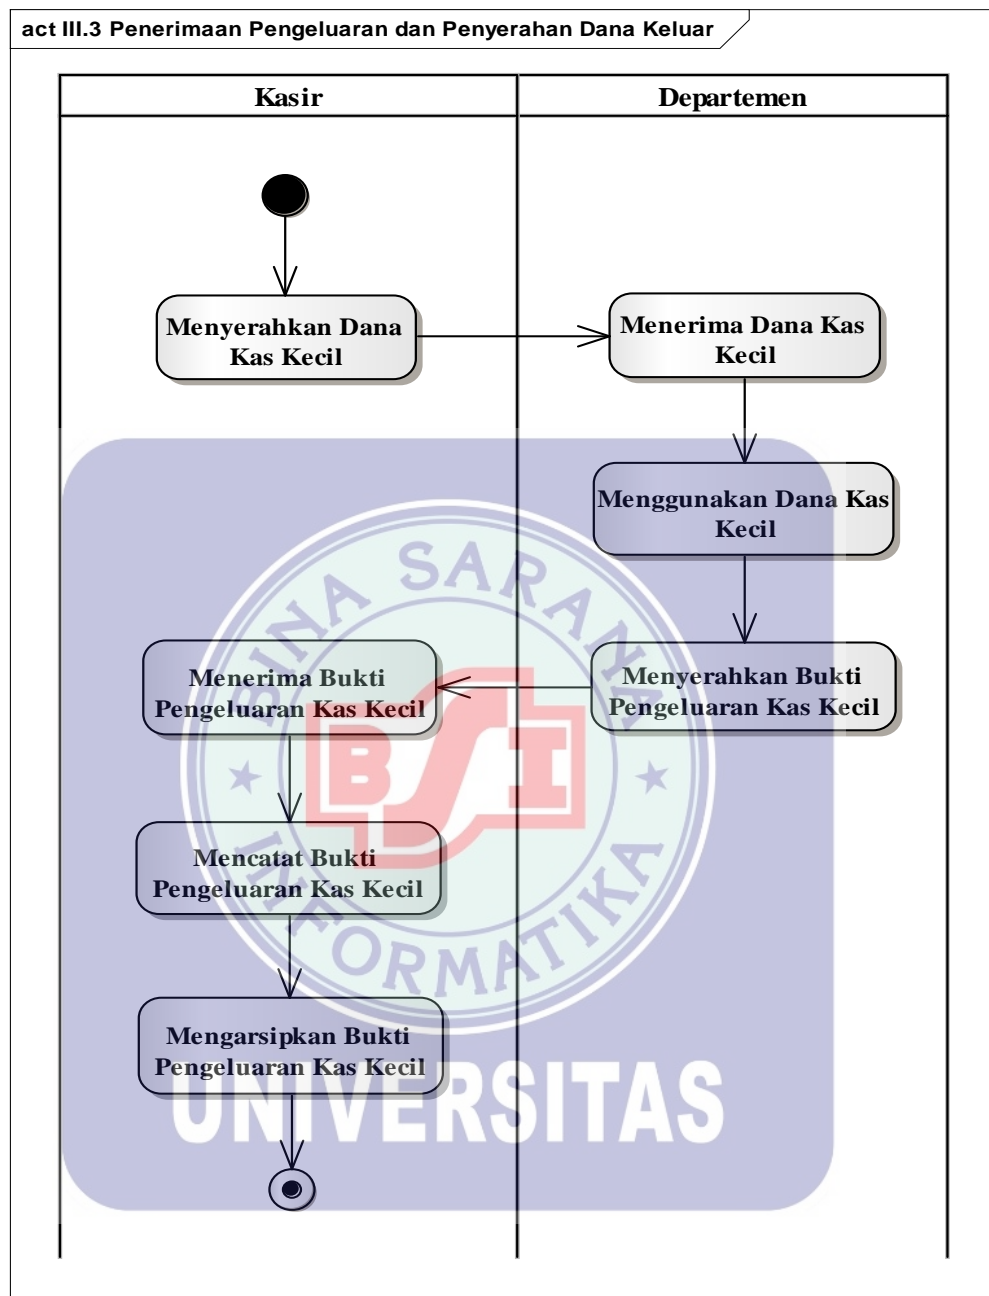 act III.3 Penerimaan Pengeluaran dan Penyerahan Dana Keluar
Kasir
Departemen
Menyerahkan Dana
Kas Kecil
Menerima Dana Kas
Kecil
Menggunakan Dana Kas
Kecil
Menyerahkan Bukti
Pengeluaran Kas Kecil
Menerima Bukti
Pengeluaran Kas Kecil
Mencatat Bukti
Pengeluaran Kas Kecil
Mengarsipkan Bukti
Pengeluaran Kas Kecil
BINA SARANA
BSI
INFORMATIKA
UNIVERSITAS